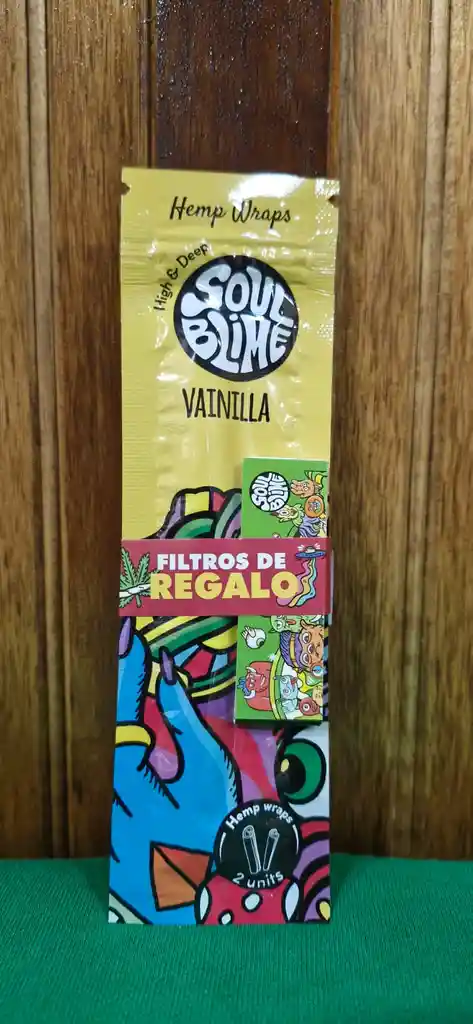 Hemp Wraps
High & Deep
SOUL
BLIME
VAINILLA
SOUL
BLIME
FILTROS DE
REGALO
Hemp wraps
2 units